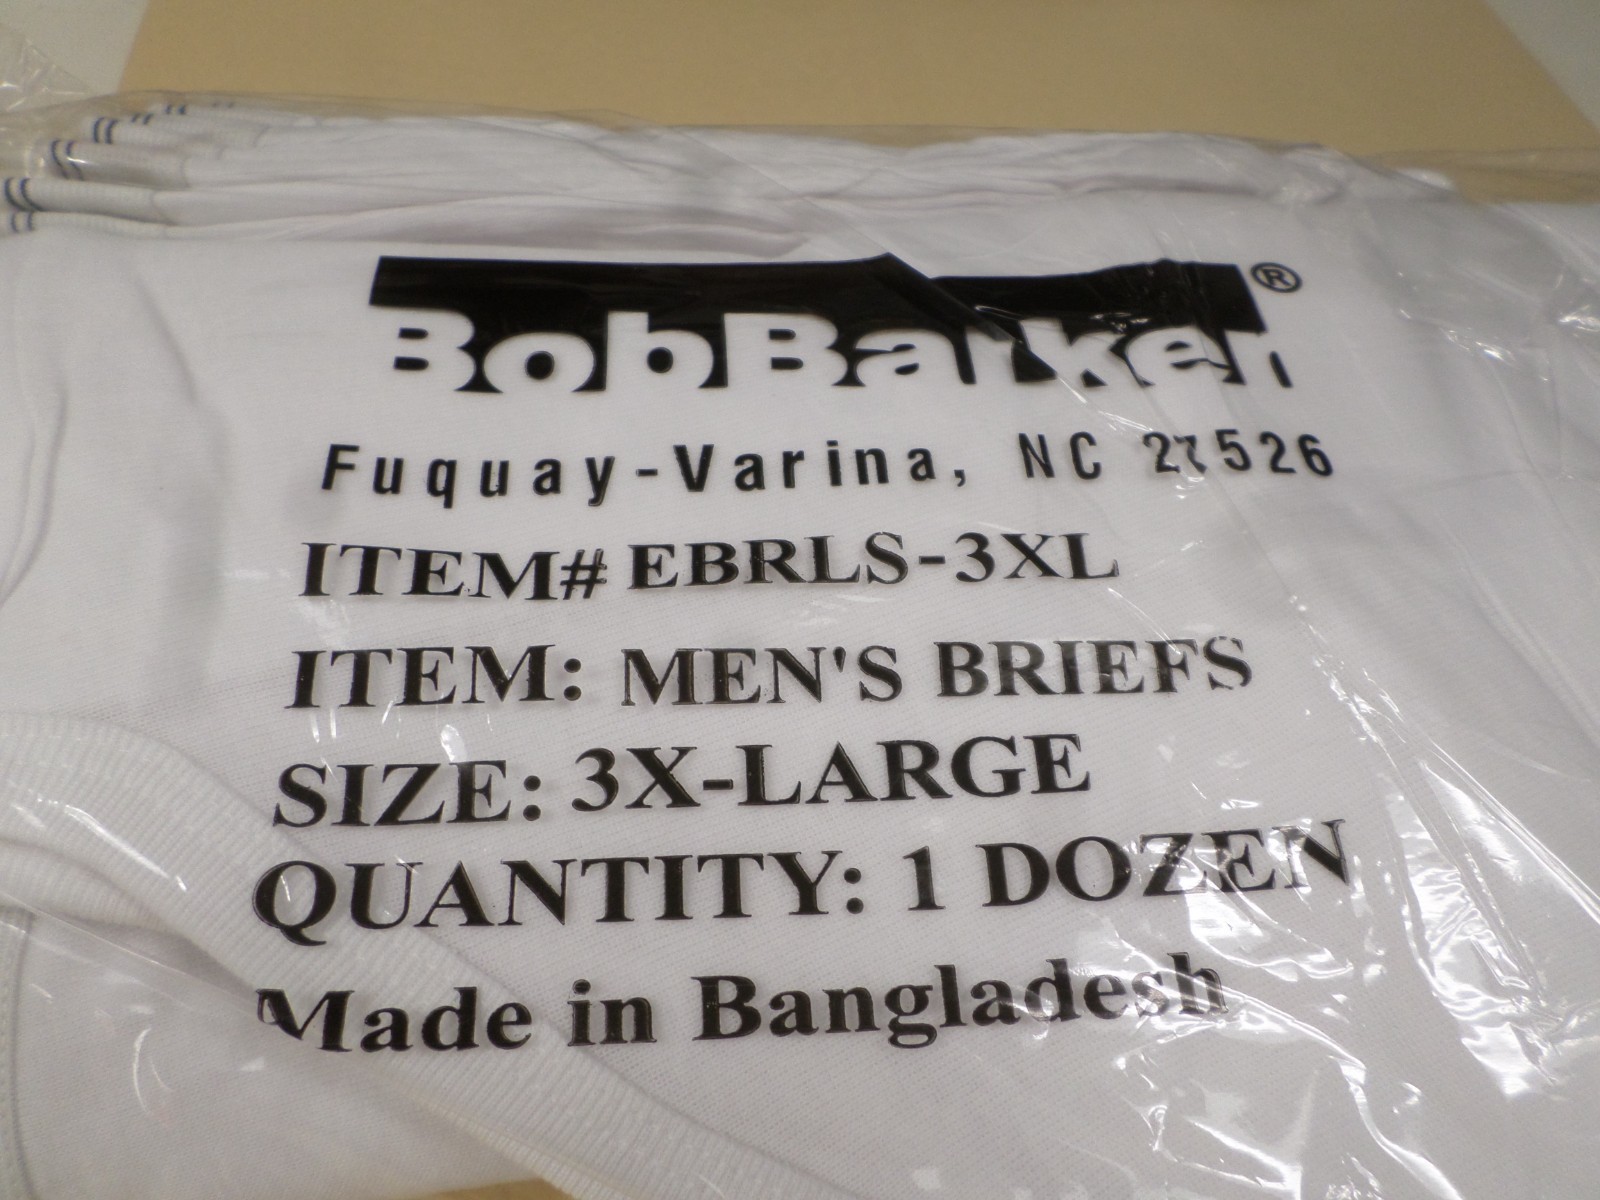 BobBarker®
Fuquay-Varina, NC 27526
ITEM# EBRLS-3XL
ITEM: MEN'S BRIEFS
SIZE: 3X-LARGE
QUANTITY: 1 DOZEN
Made in Bangladesh